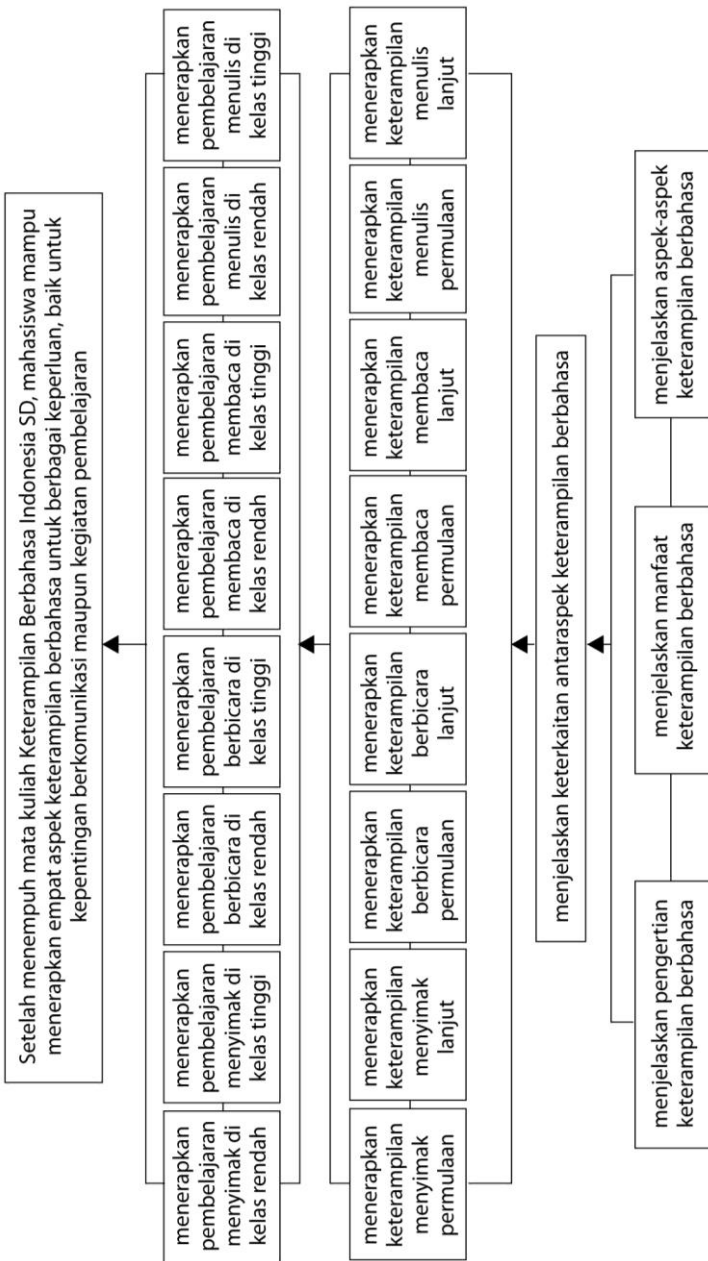 Setelah menempuh mata kuliah Keterampilan Berbahasa Indonesia SD, mahasiswa mampu
menerapkan empat aspek keterampilan berbahasa untuk berbagai keperluan, baik untuk
kepentingan berkomunikasi maupun kegiatan pembelajaran
menerapkan
pembelajaran
menyimak di
kelas rendah
menerapkan
pembelajaran
menyimak di
kelas tinggi
menerapkan
pembelajaran
berbicara di
kelas rendah
menerapkan
pembelajaran
berbicara di
kelas tinggi
menerapkan
pembelajaran
membaca di
kelas rendah
menerapkan
pembelajaran
membaca di
kelas tinggi
menerapkan
pembelajaran
menulis di
kelas rendah
menerapkan
pembelajaran
menulis di
kelas tinggi
menerapkan
keterampilan
menyimak
permulaan
menerapkan
keterampilan
menyimak
lanjut
menerapkan
keterampilan
berbicara
permulaan
menerapkan
keterampilan
berbicara
lanjut
menerapkan
keterampilan
membaca
permulaan
menerapkan
keterampilan
membaca
lanjut
menerapkan
keterampilan
menulis
permulaan
menerapkan
keterampilan
menulis
lanjut
menjelaskan keterkaitan antaraspek keterampilan berbahasa
menjelaskan pengertian
keterampilan berbahasa
menjelaskan manfaat
keterampilan berbahasa
menjelaskan aspek-aspek
keterampilan berbahasa